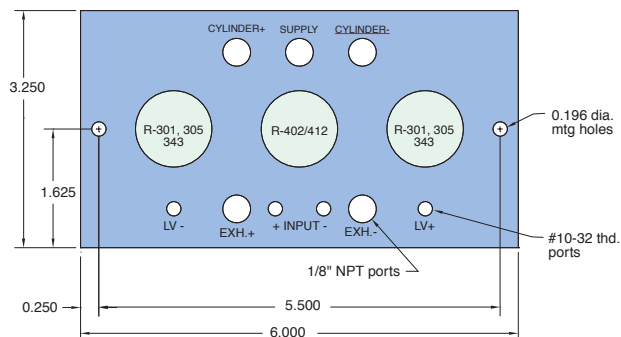 CYLINDER+ SUPPLY CYLINDER-
3.250
R-301, 305
343
R-402/412
R-301, 305
343
0.196 dia.
mtg holes
1.625
LV -
EXH.+
+ INPUT -
EXH.-
LV+
#10-32 thd.
ports
1/8" NPT ports
0.250
5.500
6.000